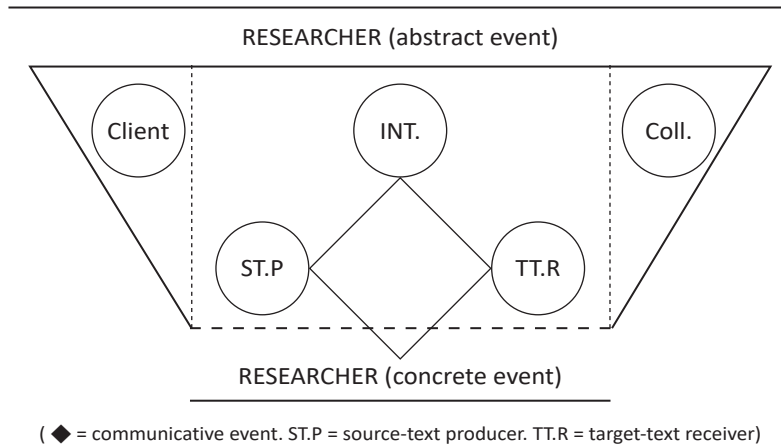 RESEARCHER (abstract event)
Client
INT.
Coll.
ST.P
TT.R
RESEARCHER (concrete event)
( ◆ = communicative event. ST.P = source-text producer. TT.R = target-text receiver)